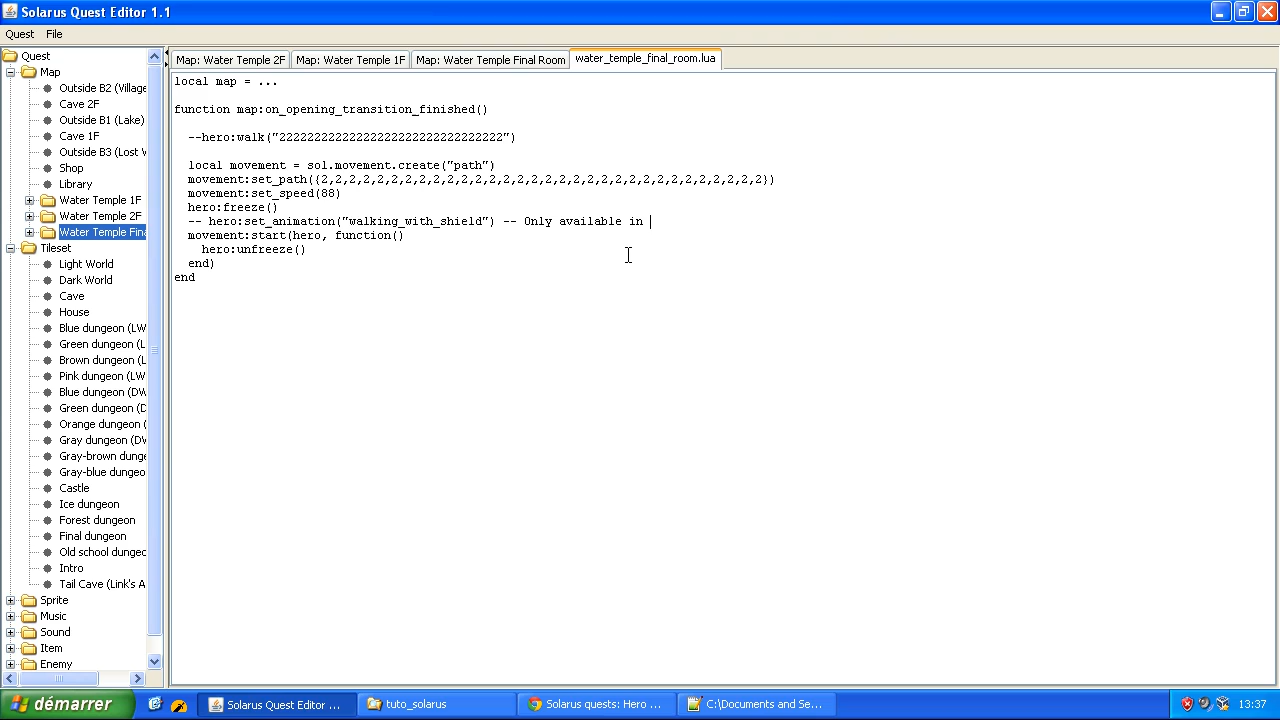 Solarus Quest Editor 1.1
Quest File
Quest
Map
Outside B2 (Village
Cave 2F
Outside B1 (Lake)
Cave 1F
Outside B3 (Lost W
Shop
Library
Water Temple 1F
Water Temple 2F
Water Temple Fina
Tileset
Light World
Dark World
Cave
House
Blue dungeon (LW
Green dungeon (L
Brown dungeon (L
Pink dungeon (LW
Blue dungeon (DW
Green dungeon (D
Orange dungeon (
Gray dungeon (DW
Gray-brown dunge
Gray-blue dungeo
Castle
Ice dungeon
Forest dungeon
Final dungeon
Old school dungeo
Intro
Tail Cave (Link's A
Sprite
Music
Sound
Item
Enemy
Map: Water Temple 2F Map: Water Temple 1F Map: Water Temple Final Room water_temple_final_room.lua
local map = ...
function map:on_opening_transition_finished()
--hero:walk("22222222222222222222222222222222")
local movement = sol.movement.create("path")
movement:set_path({2,2,2,2,2,2,2,2,2,2,2,2,2,2,2,2,2,2,2,2,2,2,2,2,2,2,2,2,2,2,2,2})
movement:set_speed(88)
hero:freeze()
-- hero:set_animation("walking_with_shield") -- Only available in
movement:start(hero, function()
hero:unfreeze()
end)
end
démarrer Solarus Quest Editor ... tuto_solarus Solarus quests: Hero ... C:\Documents and Se... 13:37